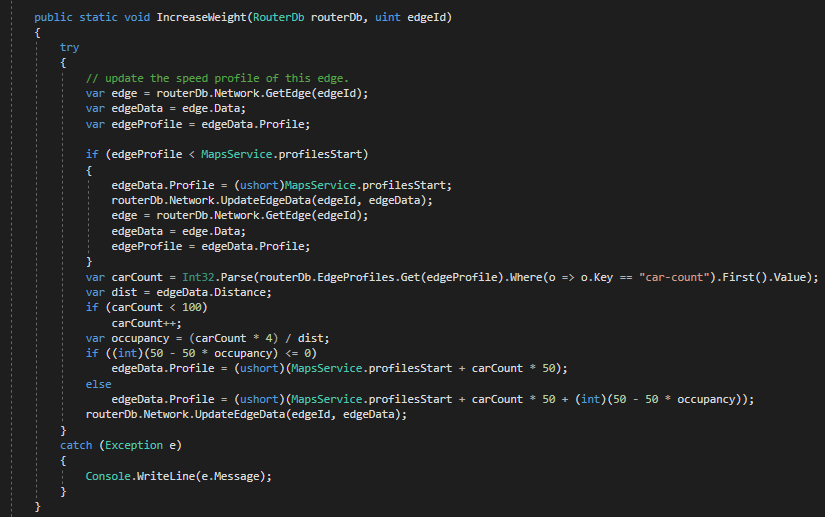 public static void IncreaseWeight(RouterDb routerDb, uint edgeId)
{
try
{
// update the speed profile of this edge.
var edge = routerDb.Network.GetEdge(edgeId);
var edgeData = edge.Data;
var edgeProfile = edgeData.Profile;
if (edgeProfile < MapsService.profilesStart)
{
edgeData.Profile = (ushort)MapsService.profilesStart;
routerDb.Network.UpdateEdgeData(edgeId, edgeData);
edge = routerDb.Network.GetEdge(edgeId);
edgeData = edge.Data;
edgeProfile = edgeData.Profile;
}
var carCount = Int32.Parse(routerDb.EdgeProfiles.Get(edgeProfile).Where(o => o.Key == "car-count").First().Value);
var dist = edgeData.Distance;
if (carCount < 100)
carCount++;
var occupancy = (carCount * 4) / dist;
if ((int)(50 - 50 * occupancy) <= 0)
edgeData.Profile = (ushort)(MapsService.profilesStart + carCount * 50);
else
edgeData.Profile = (ushort)(MapsService.profilesStart + carCount * 50 + (int)(50 - 50 * occupancy));
routerDb.Network.UpdateEdgeData(edgeId, edgeData);
}
catch (Exception e)
{
Console.WriteLine(e.Message);
}
}